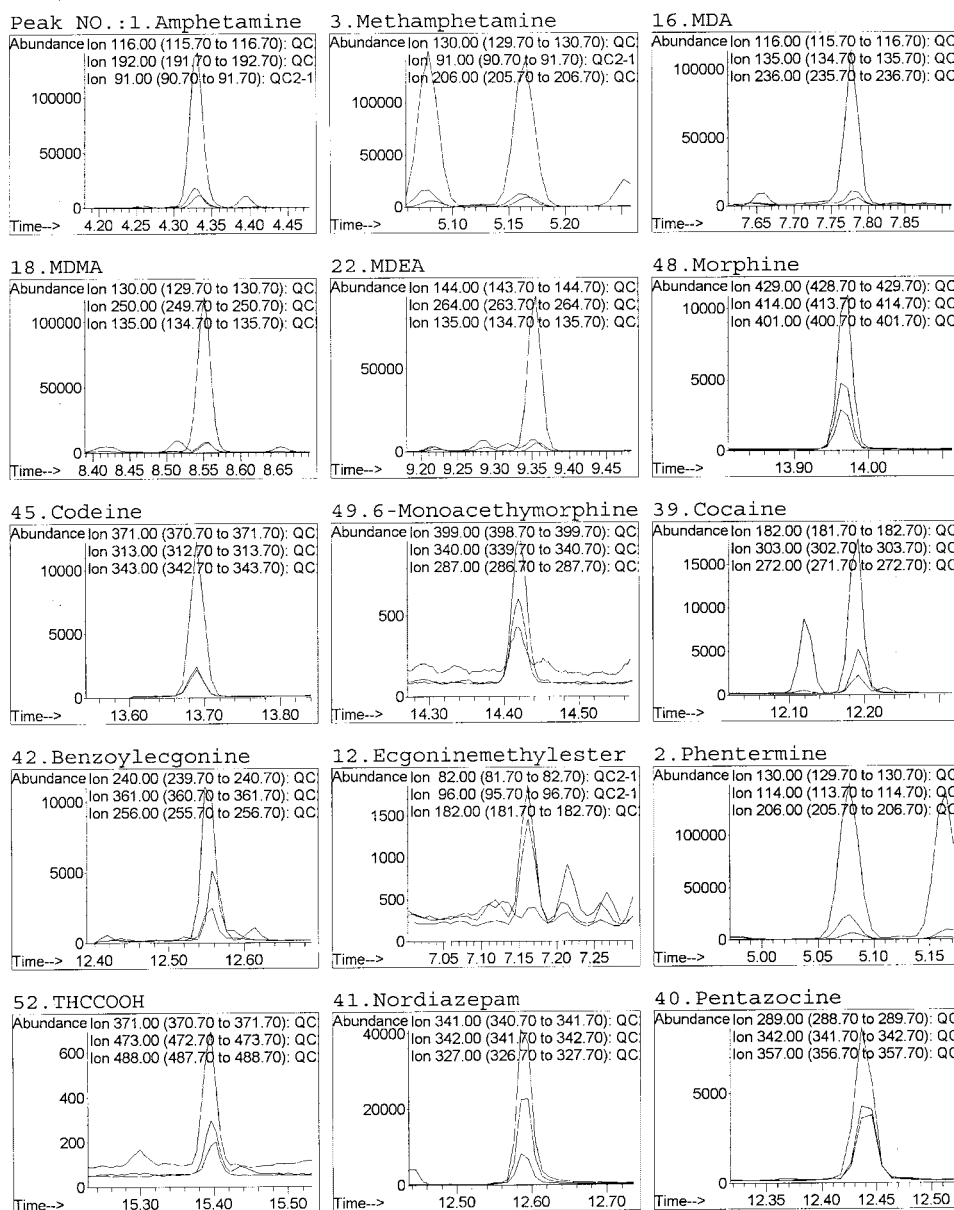 Peak NO.:1.Amphetamine
Abundance Ion 116.00 (115.70 to 116.70): QC
Ion 192.00 (191.70 to 192.70): QC
Ion 91.00 (90.70 to 91.70): QC2-1
100000
50000
0
Time-->
4.20 4.25 4.30 4.35 4.40 4.45
3.Methamphetamine
Abundance Ion 130.00 (129.70 to 130.70): QC
Ion 91.00 (90.70 to 91.70): QC2-1
Ion 206.00 (205.70 to 206.70): QC
100000
50000
0
Time-->
5.10 5.15 5.20
16.MDA
Abundance Ion 116.00 (115.70 to 116.70): QC
Ion 135.00 (134.70 to 135.70): QC
Ion 236.00 (235.70 to 236.70): QC
100000
50000
0
Time-->
7.65 7.70 7.75 7.80 7.85
18.MDMA
Abundance Ion 130.00 (129.70 to 130.70): QC
Ion 250.00 (249.70 to 250.70): QC
Ion 135.00 (134.70 to 135.70): QC
100000
50000
0
Time-->
8.40 8.45 8.50 8.55 8.60 8.65
22.MDEA
Abundance Ion 144.00 (143.70 to 144.70): QC
Ion 264.00 (263.70 to 264.70): QC
Ion 135.00 (134.70 to 135.70): QC
100000
50000
0
Time-->
9.20 9.25 9.30 9.35 9.40 9.45
48.Morphine
Abundance Ion 429.00 (428.70 to 429.70): QC
Ion 414.00 (413.70 to 414.70): QC
Ion 401.00 (400.70 to 401.70): QC
10000
5000
0
Time-->
13.90 14.00
45.Codeine
Abundance Ion 371.00 (370.70 to 371.70): QC
Ion 313.00 (312.70 to 313.70): QC
Ion 343.00 (342.70 to 343.70): QC
10000
5000
0
Time-->
13.60 13.70 13.80
49.6-Monoacethymorphine
Abundance Ion 399.00 (398.70 to 399.70): QC
Ion 340.00 (339.70 to 340.70): QC
Ion 287.00 (286.70 to 287.70): QC
500
0
Time-->
14.30 14.40 14.50
39.Cocaine
Abundance Ion 182.00 (181.70 to 182.70): QC
Ion 303.00 (302.70 to 303.70): QC
Ion 272.00 (271.70 to 272.70): QC
15000
10000
5000
0
Time-->
12.10 12.20
42.Benzoylecgonine
Abundance Ion 240.00 (239.70 to 240.70): QC
Ion 361.00 (360.70 to 361.70): QC
Ion 256.00 (255.70 to 256.70): QC
10000
5000
0
Time-->
12.40 12.50 12.60
12.Ecgoninemethylester
Abundance Ion 82.00 (81.70 to 82.70): QC2-1
Ion 96.00 (95.70 to 96.70): QC2-1
Ion 182.00 (181.70 to 182.70): QC
1500
1000
500
0
Time-->
7.05 7.10 7.15 7.20 7.25
2.Phentermine
Abundance Ion 130.00 (129.70 to 130.70): QC
Ion 114.00 (113.70 to 114.70): QC
Ion 206.00 (205.70 to 206.70): QC
100000
50000
0
Time-->
5.00 5.05 5.10 5.15
52.THCCOOH
Abundance Ion 371.00 (370.70 to 371.70): QC
Ion 473.00 (472.70 to 473.70): QC
Ion 488.00 (487.70 to 488.70): QC
600
400
200
0
Time-->
15.30 15.40 15.50
41.Nordiazepam
Abundance Ion 341.00 (340.70 to 341.70): QC
Ion 342.00 (341.70 to 342.70): QC
Ion 327.00 (326.70 to 327.70): QC
40000
20000
0
Time-->
12.50 12.60 12.70
40.Pentazocine
Abundance Ion 289.00 (288.70 to 289.70): QC
Ion 342.00 (341.70 to 342.70): QC
Ion 357.00 (356.70 to 357.70): QC
5000
0
Time-->
12.35 12.40 12.45 12.50